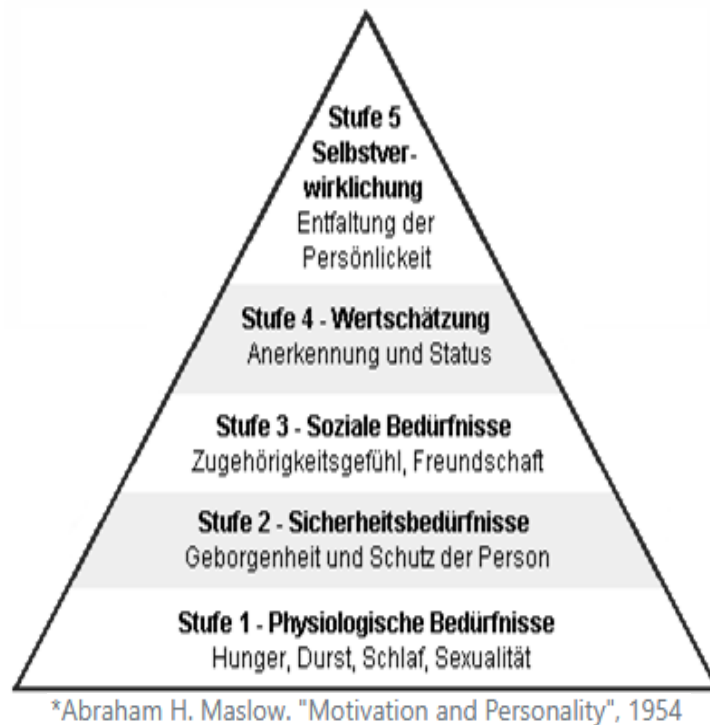 Stufe 5
Selbstver-
wirklichung
Entfaltung der
Persönlickeit
Stufe 4 - Wertschätzung
Anerkennung und Status
Stufe 3 - Soziale Bedürfnisse
Zugehörigkeitsgefühl, Freundschaft
Stufe 2 - Sicherheitsbedürfnisse
Geborgenheit und Schutz der Person
Stufe 1 - Physiologische Bedürfnisse
Hunger, Durst, Schlaf, Sexualität
*Abraham H. Maslow. "Motivation and Personality", 1954